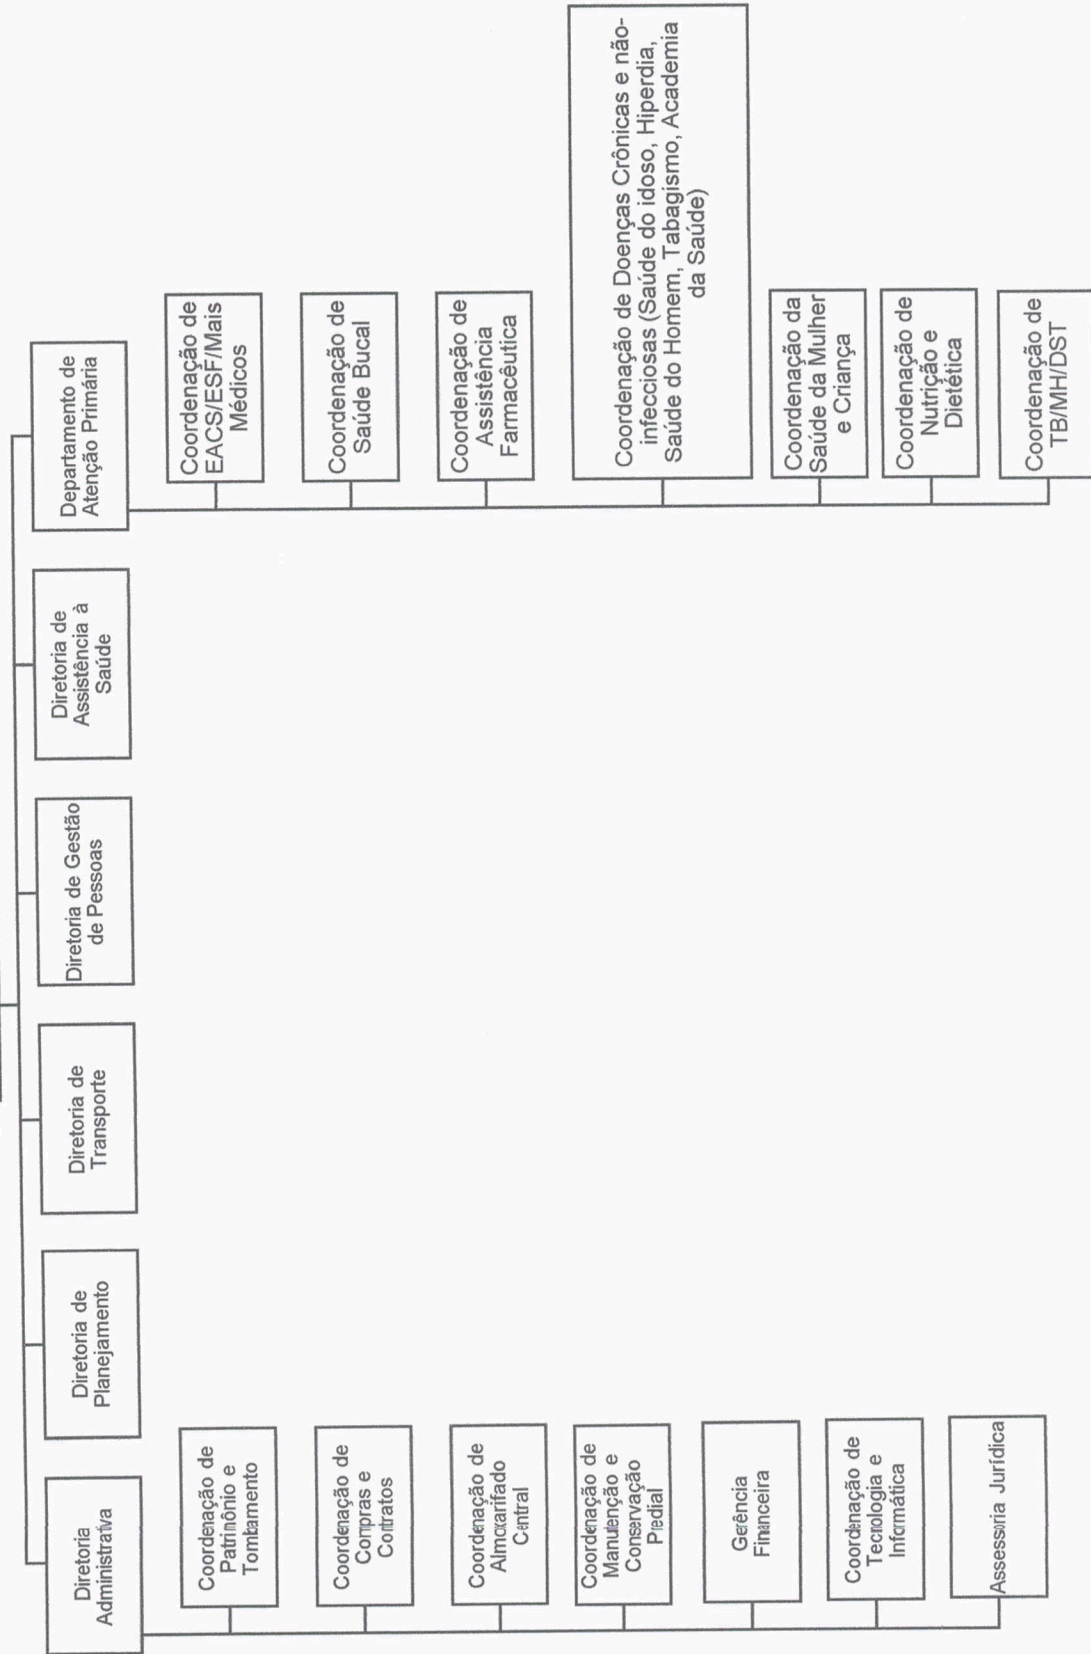 Diretoria
Administrativa
Diretoria de
Planejamento
Diretoria de
Transporte
Diretoria de Gestão
de Pessoas
Diretoria de
Assistência à
Saúde
Departamento de
Atenção Primária
Coordenação de
Patrimônio e
Tombamento
Coordenação de
Compras e
Contratos
Coordenação de
Almoxarifado
Central
Coordenação de
Manutenção e
Conservação
Predial
Gerência
Financeira
Coordenação de
Tecnologia e
Informática
Assessoria Jurídica
Coordenação de
EACS/ESF/Mais
Médicos
Coordenação de
Saúde Bucal
Coordenação de
Assistência
Farmacêutica
Coordenação de Doenças Crônicas e não-
infecciosas (Saúde do idoso, Hiperdia,
Saúde do Homem, Tabagismo, Academia
da Saúde)
Coordenação da
Saúde da Mulher
e Criança
Coordenação de
Nutrição e
Dietética
Coordenação de
TB/MH/DST